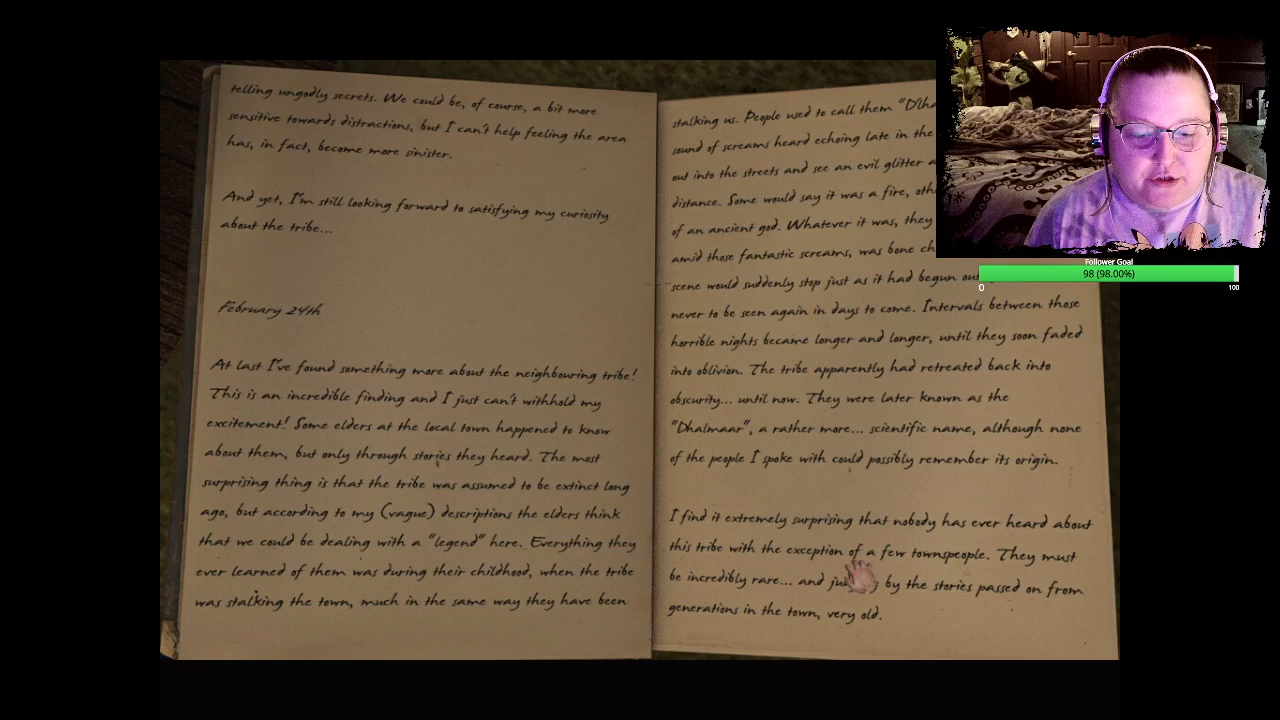 telling ungodly secrets. We could be, of course, a bit more
sensitive towards distractions, but I can't help feeling the area
has, in fact, become more sinister.
And yet, I'm still looking forward to satisfying my curiosity
about the tribe...
February 24th
At last I've found something more about the neighbouring tribe!
This is an incredible finding and I just can't withhold my
excitement! Some elders at the local town happened to know
about them, but only through stories they heard. The most
surprising thing is that the tribe was assumed to be extinct long
ago, but according to my (vague) descriptions the elders think
that we could be dealing with a "legend" here. Everything they
ever learned of them was during their childhood, when the tribe
was stalking the town, much in the same way they have been
stalking us. People used to call them
sound of screams heard echoing late in the
out into the streets and see an evil glitter
distance. Some would say it was a fire,
of an ancient god. Whatever it was, they
amid those fantastic screams, was bone
scene would suddenly stop just as it had begun
never to be seen again in days to come. Intervals between those
horrible nights became longer and longer, until they soon faded
into oblivion. The tribe apparently had retreated back into
obscurity... until now. They were later known as the
"Dhalmaar", a rather more... scientific name, although none
of the people I spoke with could possibly remember its origin.
I find it extremely surprising that nobody has ever heard about
this tribe with the exception of a few townspeople. They must
be incredibly rare... and by the stories passed on from
generations in the town, very old.
Follower Goal
98 (98.00%)
0 100